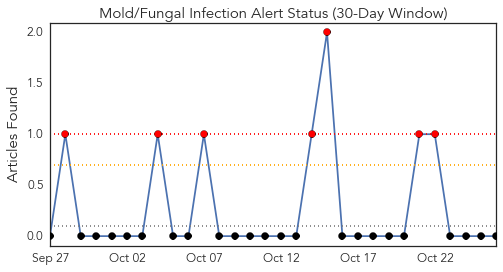 Mold/Fungal Infection Alert Status (30-Day Window)
Articles Found
2.0
1.5
1.0
0.5
0.0
Sep 27 Oct 02 Oct 07 Oct 12 Oct 17 Oct 22